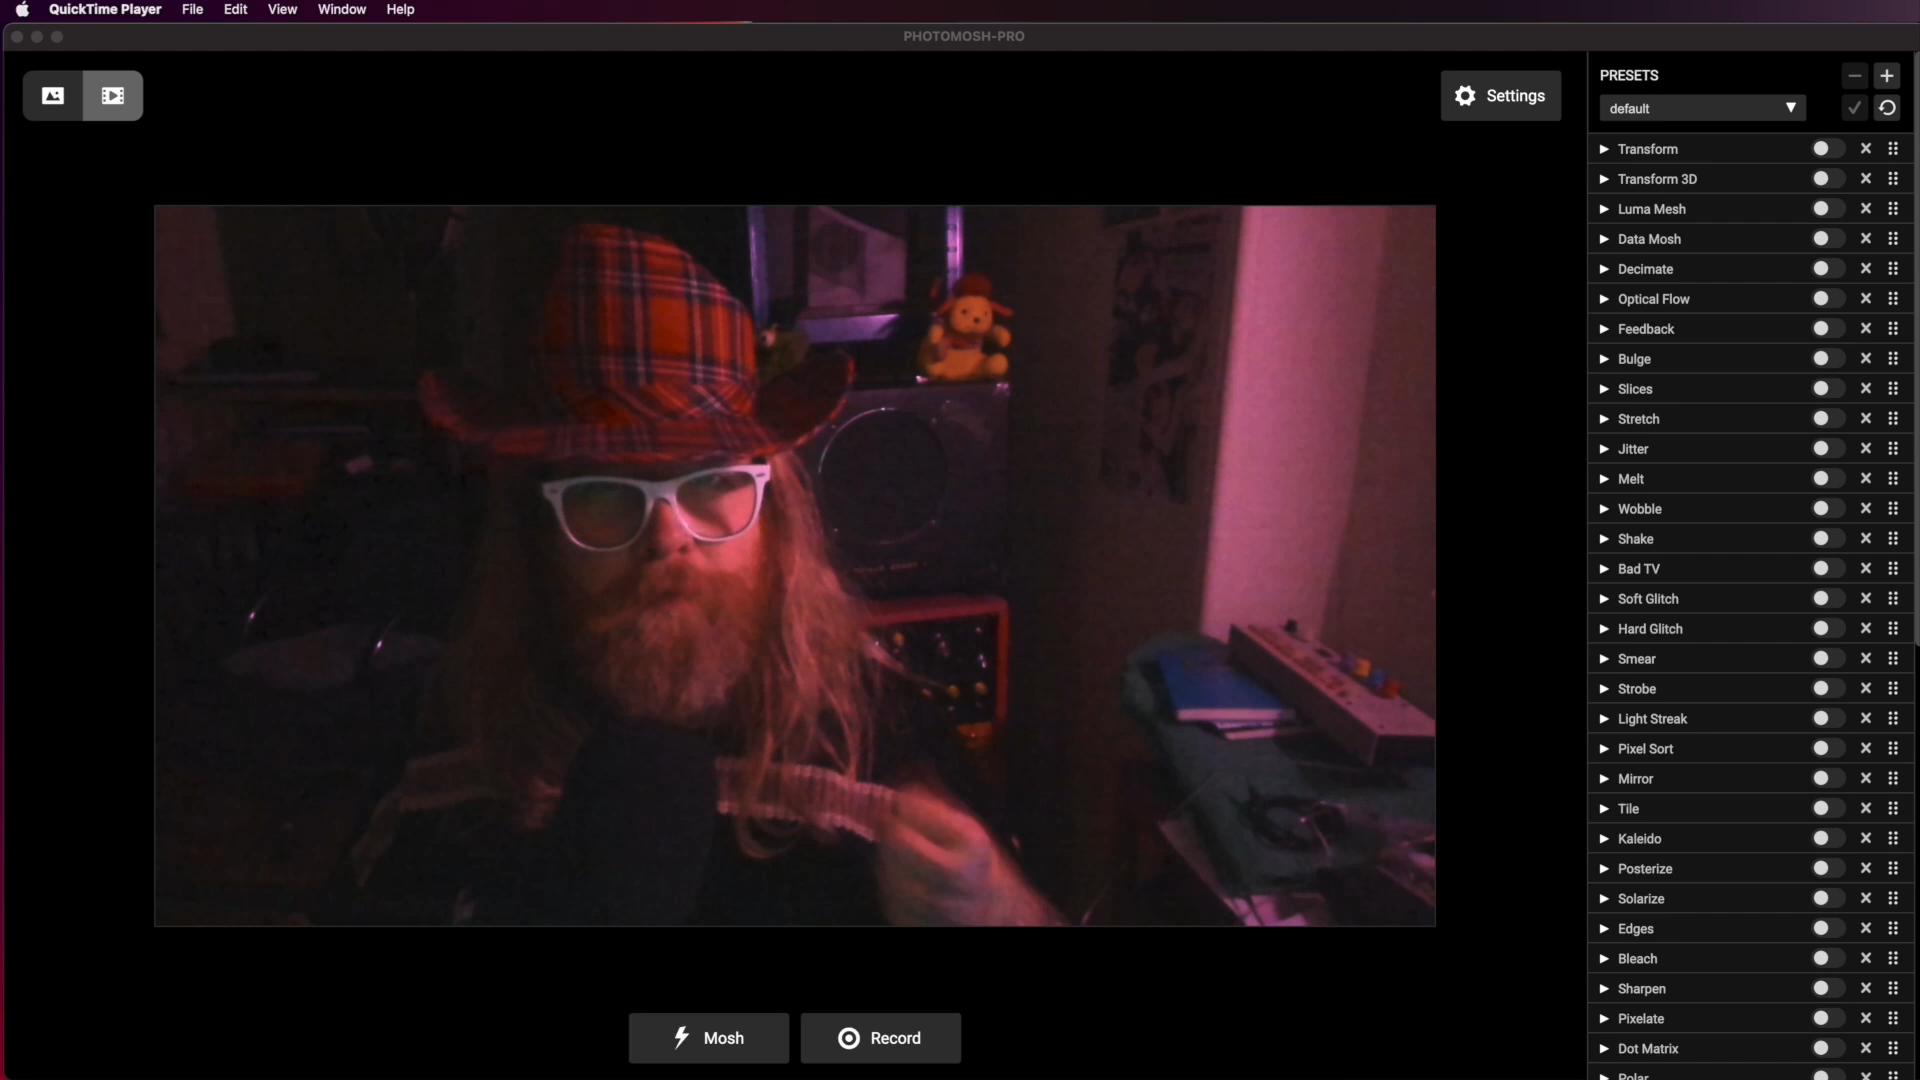 QuickTime Player File Edit View Window Help
PHOTOMOSH-PRO
Settings
PRESETS
default
Transform
Transform 3D
Luma Mesh
Data Mosh
Decimate
Optical Flow
Feedback
Bulge
Slices
Stretch
Jitter
Melt
Wobble
Shake
Bad TV
Soft Glitch
Hard Glitch
Smear
Strobe
Light Streak
Pixel Sort
Mirror
Tile
Kaleido
Posterize
Solarize
Edges
Bleach
Sharpen
Pixelate
Dot Matrix
Polar
Mosh
Record